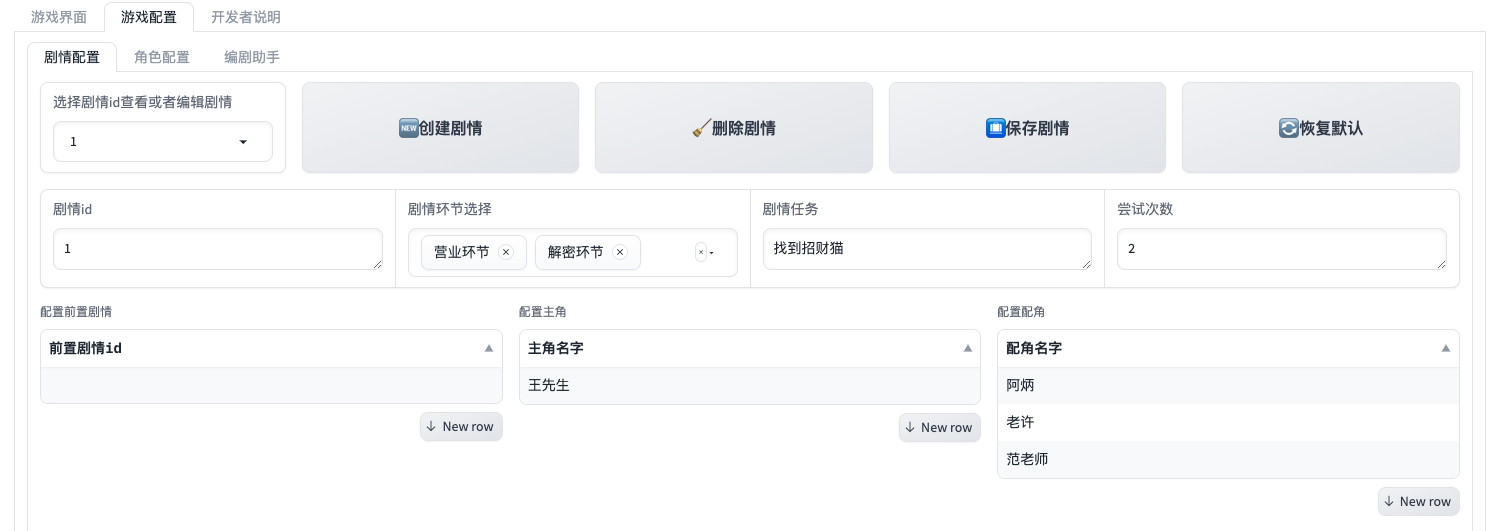 游戏界面 游戏配置 开发者说明
剧情配置 角色配置 编剧助手
选择剧情id查看或者编辑剧情
1
🆕创建剧情 🧹删除剧情 🛅保存剧情 🔄恢复默认
剧情id 剧情环节选择 剧情任务 尝试次数
1 营业环节 × 解密环节 × × 找到招财猫 2
配置前置剧情 配置主角 配置配角
前置剧情id 主角名字 配角名字
王先生 阿炳
↓ New row ↓ New row 老许
范老师
↓ New row